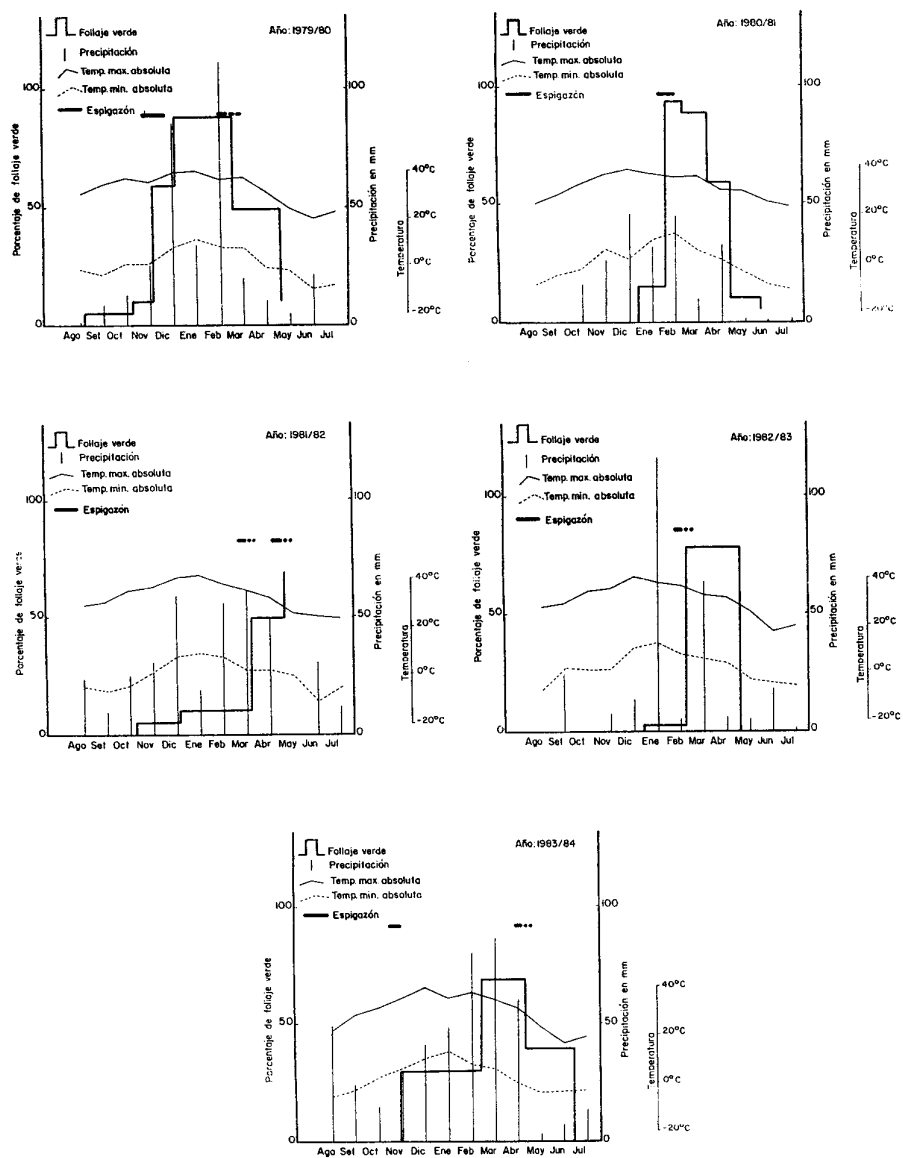 Follaje verde
Año: 1979/80
Precipitación
Temp. max. absoluta
Temp. min. absoluta
Espigazón
100
50
0
Porcentaje de follaje verde
100
50
0
Precipitación en mm
40°C
20°C
0°C
-20°C
Temperatura
Ago Set Oct Nov Dic Ene Feb Mar Abr May Jun Jul
Follaje verde
Año: 1980/81
Precipitación
Temp. max. absoluta
Temp. min. absoluta
Espigazón
100
50
0
Porcentaje de follaje verde
100
50
0
Precipitación en mm
40°C
20°C
0°C
-20°C
Temperatura
Ago Set Oct Nov Dic Ene Feb Mar Abr May Jun Jul
Follaje verde
Año: 1981/82
Precipitación
Temp. max. absoluta
Temp. min. absoluta
Espigazón
100
50
0
Porcentaje de follaje verde
100
50
0
Precipitación en mm
40°C
20°C
0°C
-20°C
Temperatura
Ago Set Oct Nov Dic Ene Feb Mar Abr May Jun Jul
Follaje verde
Año: 1982/83
Precipitación
Temp. max. absoluta
Temp. min. absoluta
Espigazón
100
50
0
Porcentaje de follaje verde
100
50
0
Precipitación en mm
40°C
20°C
0°C
-20°C
Temperatura
Ago Set Oct Nov Dic Ene Feb Mar Abr May Jun Jul
Follaje verde
Año: 1983/84
Precipitación
Temp. max. absoluta
Temp. min. absoluta
Espigazón
100
50
0
Porcentaje de follaje verde
100
50
0
Precipitación en mm
40°C
20°C
0°C
-20°C
Temperatura
Ago Set Oct Nov Dic Ene Feb Mar Abr May Jun Jul